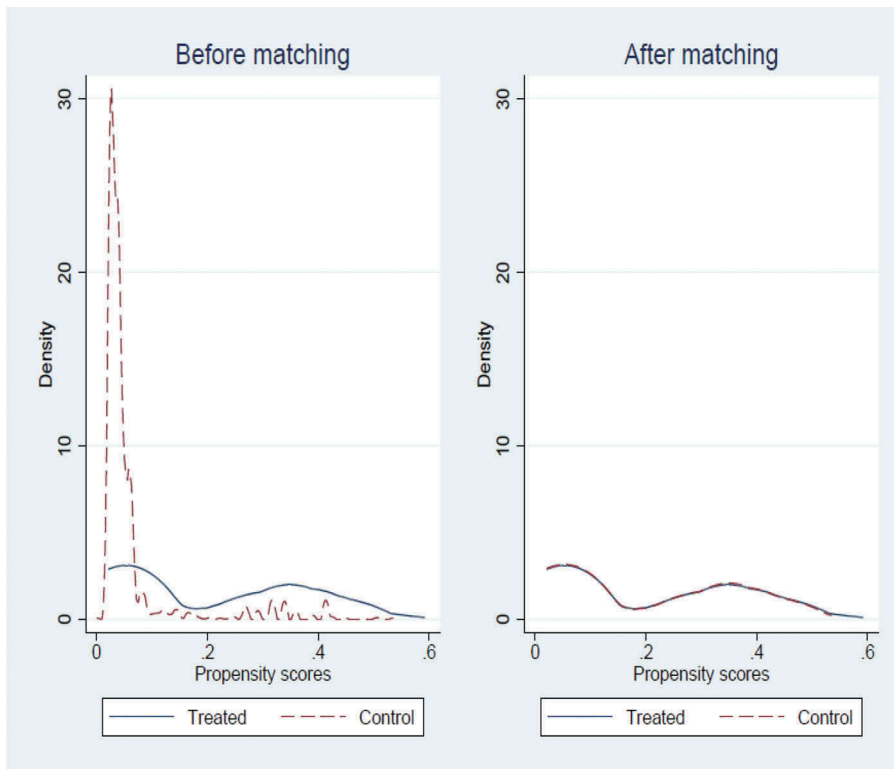 Before matching
30
20
10
0
Density
0 .2 .4 .6
Propensity scores
Treated Control
After matching
30
20
10
0
Density
0 .2 .4 .6
Propensity scores
Treated Control